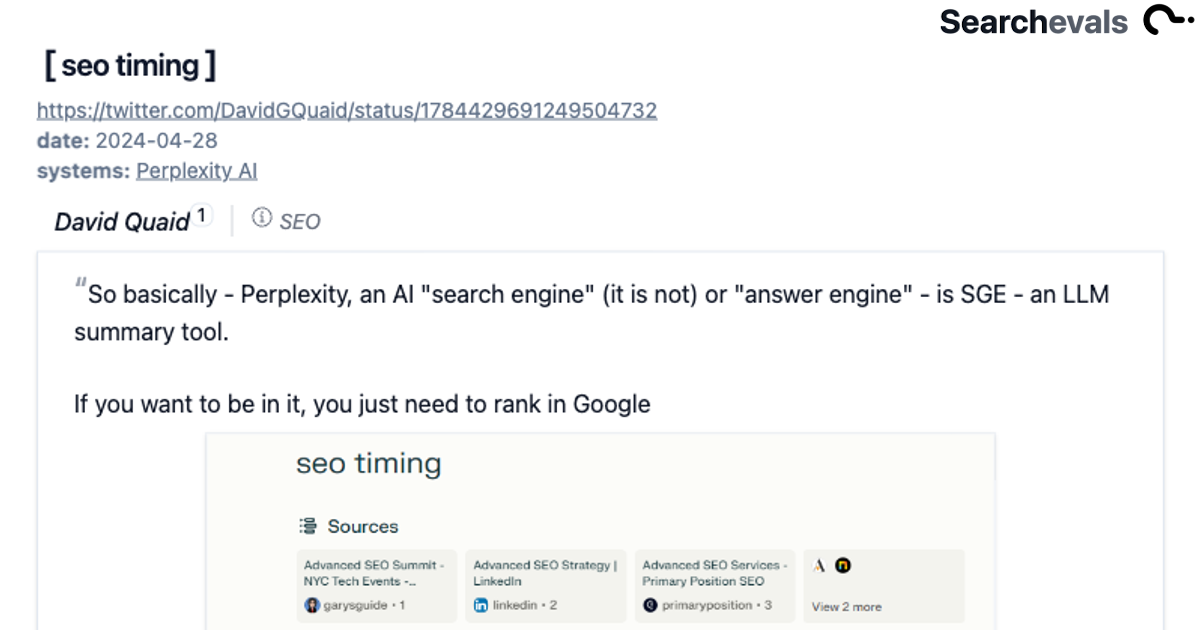 Searchevals
[ seo timing ]
https://twitter.com/DavidGQuaid/status/1784429691249504732
date: 2024-04-28
systems: Perplexity AI
David Quaid 1 SEO
“So basically - Perplexity, an AI "search engine" (it is not) or "answer engine" - is SGE - an LLM
summary tool.
If you want to be in it, you just need to rank in Google
seo timing
Sources
Advanced SEO Summit -
NYC Tech Events -...
garysguide • 1
Advanced SEO Strategy |
LinkedIn
linkedin • 2
Advanced SEO Services -
Primary Position SEO
primaryposition • 3
View 2 more